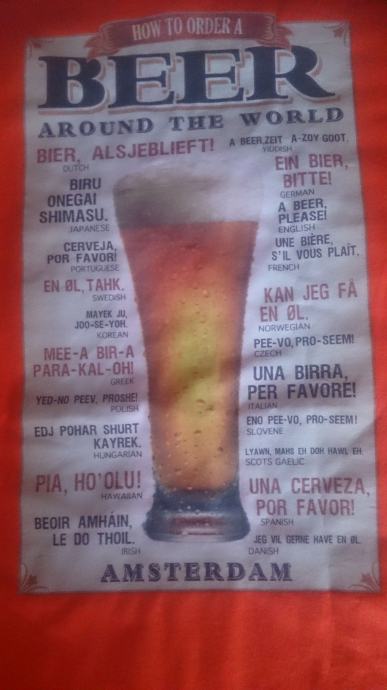 HOW TO ORDER A
BEER
AROUND THE WORLD
BIER, ALSJEBLIEFT!
DUTCH
BIRU
ONEGAI
SHIMASU.
JAPANESE
CERVEJA,
POR FAVOR!
PORTUGUESE
EN ØL, TAHK.
SWEDISH
MAYEK JU,
JOO-SE-YOH.
KOREAN
MEE-A BIR-A
PARA-KAL-OH!
GREEK
YED-NO PEEV, PROSHE!
POLISH
EDJ POHAR SHURT
KAYREK.
HUNGARIAN
PIA, HO'OLU!
HAWAIIAN
BEOIR AMHÁIN,
LE DO THOIL.
IRISH
A BEER,ZEIT A-ZOY GOOT.
YIDDISH
EIN BIER,
BITTE!
GERMAN
A BEER,
PLEASE!
ENGLISH
UNE BIÈRE,
S'IL VOUS PLAÎT.
FRENCH
KAN JEG FÅ
EN ØL.
NORWEGIAN
PEE-VO, PRO-SEEM!
CZECH
UNA BIRRA,
PER FAVORE!
ITALIAN
ENO PEE-VO, PRO-SEEM!
SLOVENE
LYAWN, MAHS EH DOH HAWL EH.
SCOTS GAELIC
UNA CERVEZA,
POR FAVOR!
SPANISH
JEG VIL GERNE HAVE EN ØL.
DANISH
AMSTERDAM